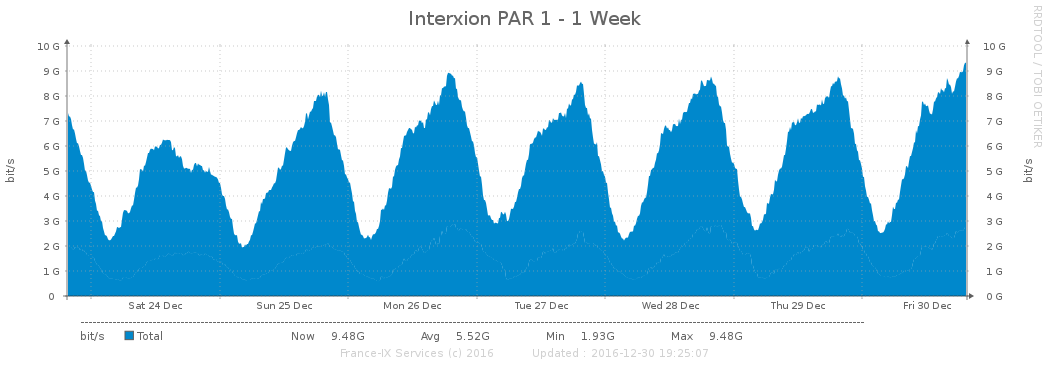 Interxion PAR 1 - 1 Week
RRDTOOL / TOBI OETIKER
bit/s
10 G 10 G
9 G 9 G
8 G 8 G
7 G 7 G
6 G 6 G
5 G 5 G
4 G 4 G
3 G 3 G
2 G 2 G
1 G 1 G
0 0 G
bit/s
Sat 24 Dec Sun 25 Dec Mon 26 Dec Tue 27 Dec Wed 28 Dec Thu 29 Dec Fri 30 Dec
bit/s Total Now 9.48G Avg 5.52G Min 1.93G Max 9.48G
France-IX Services (c) 2016 Updated : 2016-12-30 19:25:07